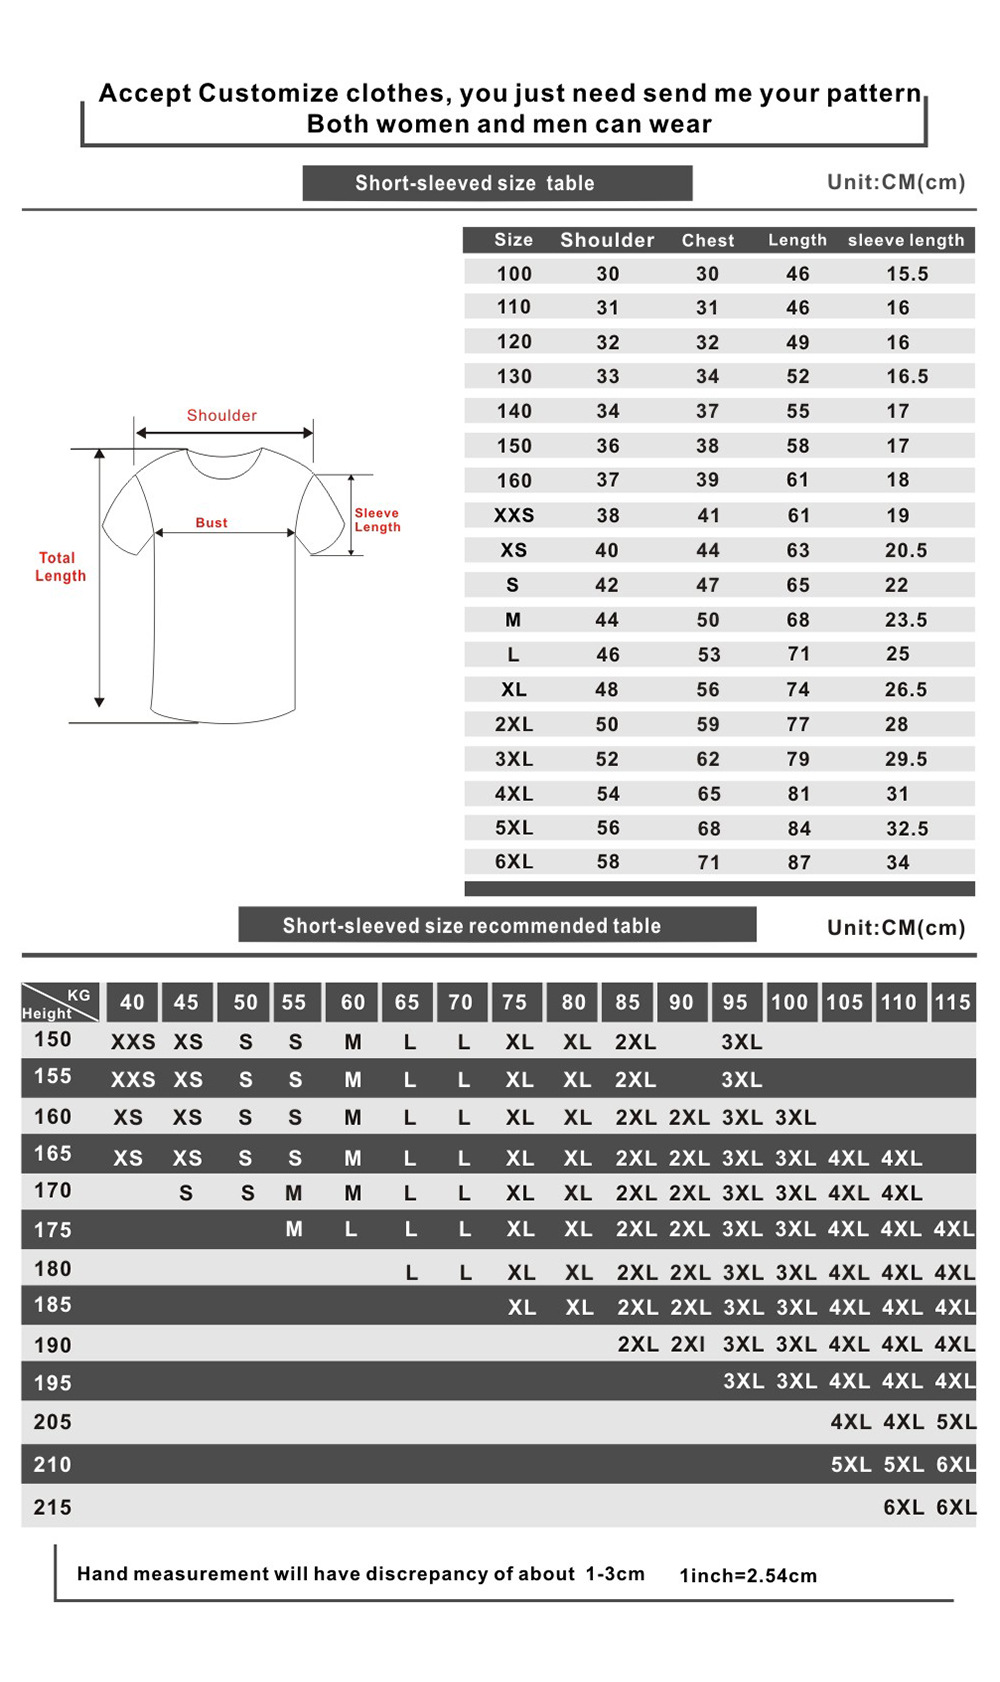 Accept Customize clothes, you just need send me your pattern
Both women and men can wear
Short-sleeved size table
Unit:CM(cm)
Size Shoulder Chest Length sleeve length
100 30 30 46 15.5
110 31 31 46 16
120 32 32 49 16
130 33 34 52 16.5
140 34 37 55 17
150 36 38 58 17
160 37 39 61 18
XXS 38 41 61 19
XS 40 44 63 20.5
S 42 47 65 22
M 44 50 68 23.5
L 46 53 71 25
XL 48 56 74 26.5
2XL 50 59 77 28
3XL 52 62 79 29.5
4XL 54 65 81 31
5XL 56 68 84 32.5
6XL 58 71 87 34
Shoulder
Bust
Sleeve
Length
Total
Length
Short-sleeved size recommended table
Unit:CM(cm)
KG
Height
40 45 50 55 60 65 70 75 80 85 90 95 100 105 110 115
150 XXS XS S S M L L XL XL 2XL 3XL
155 XXS XS S S M L L XL XL 2XL 3XL
160 XS XS S S M L L XL XL 2XL 2XL 3XL 3XL
165 XS XS S S M L L XL XL 2XL 2XL 3XL 3XL 4XL 4XL
170 S S M M L L XL XL 2XL 2XL 3XL 3XL 4XL 4XL
175 M L L L XL XL 2XL 2XL 3XL 3XL 4XL 4XL 4XL
180 L L XL XL 2XL 2XL 3XL 3XL 4XL 4XL 4XL
185 XL XL 2XL 2XL 3XL 3XL 4XL 4XL 4XL
190 2XL 2XI 3XL 3XL 4XL 4XL 4XL
195 3XL 3XL 4XL 4XL 4XL
205 4XL 4XL 5XL
210 5XL 5XL 6XL
215 6XL 6XL
Hand measurement will have discrepancy of about 1-3cm 1inch=2.54cm